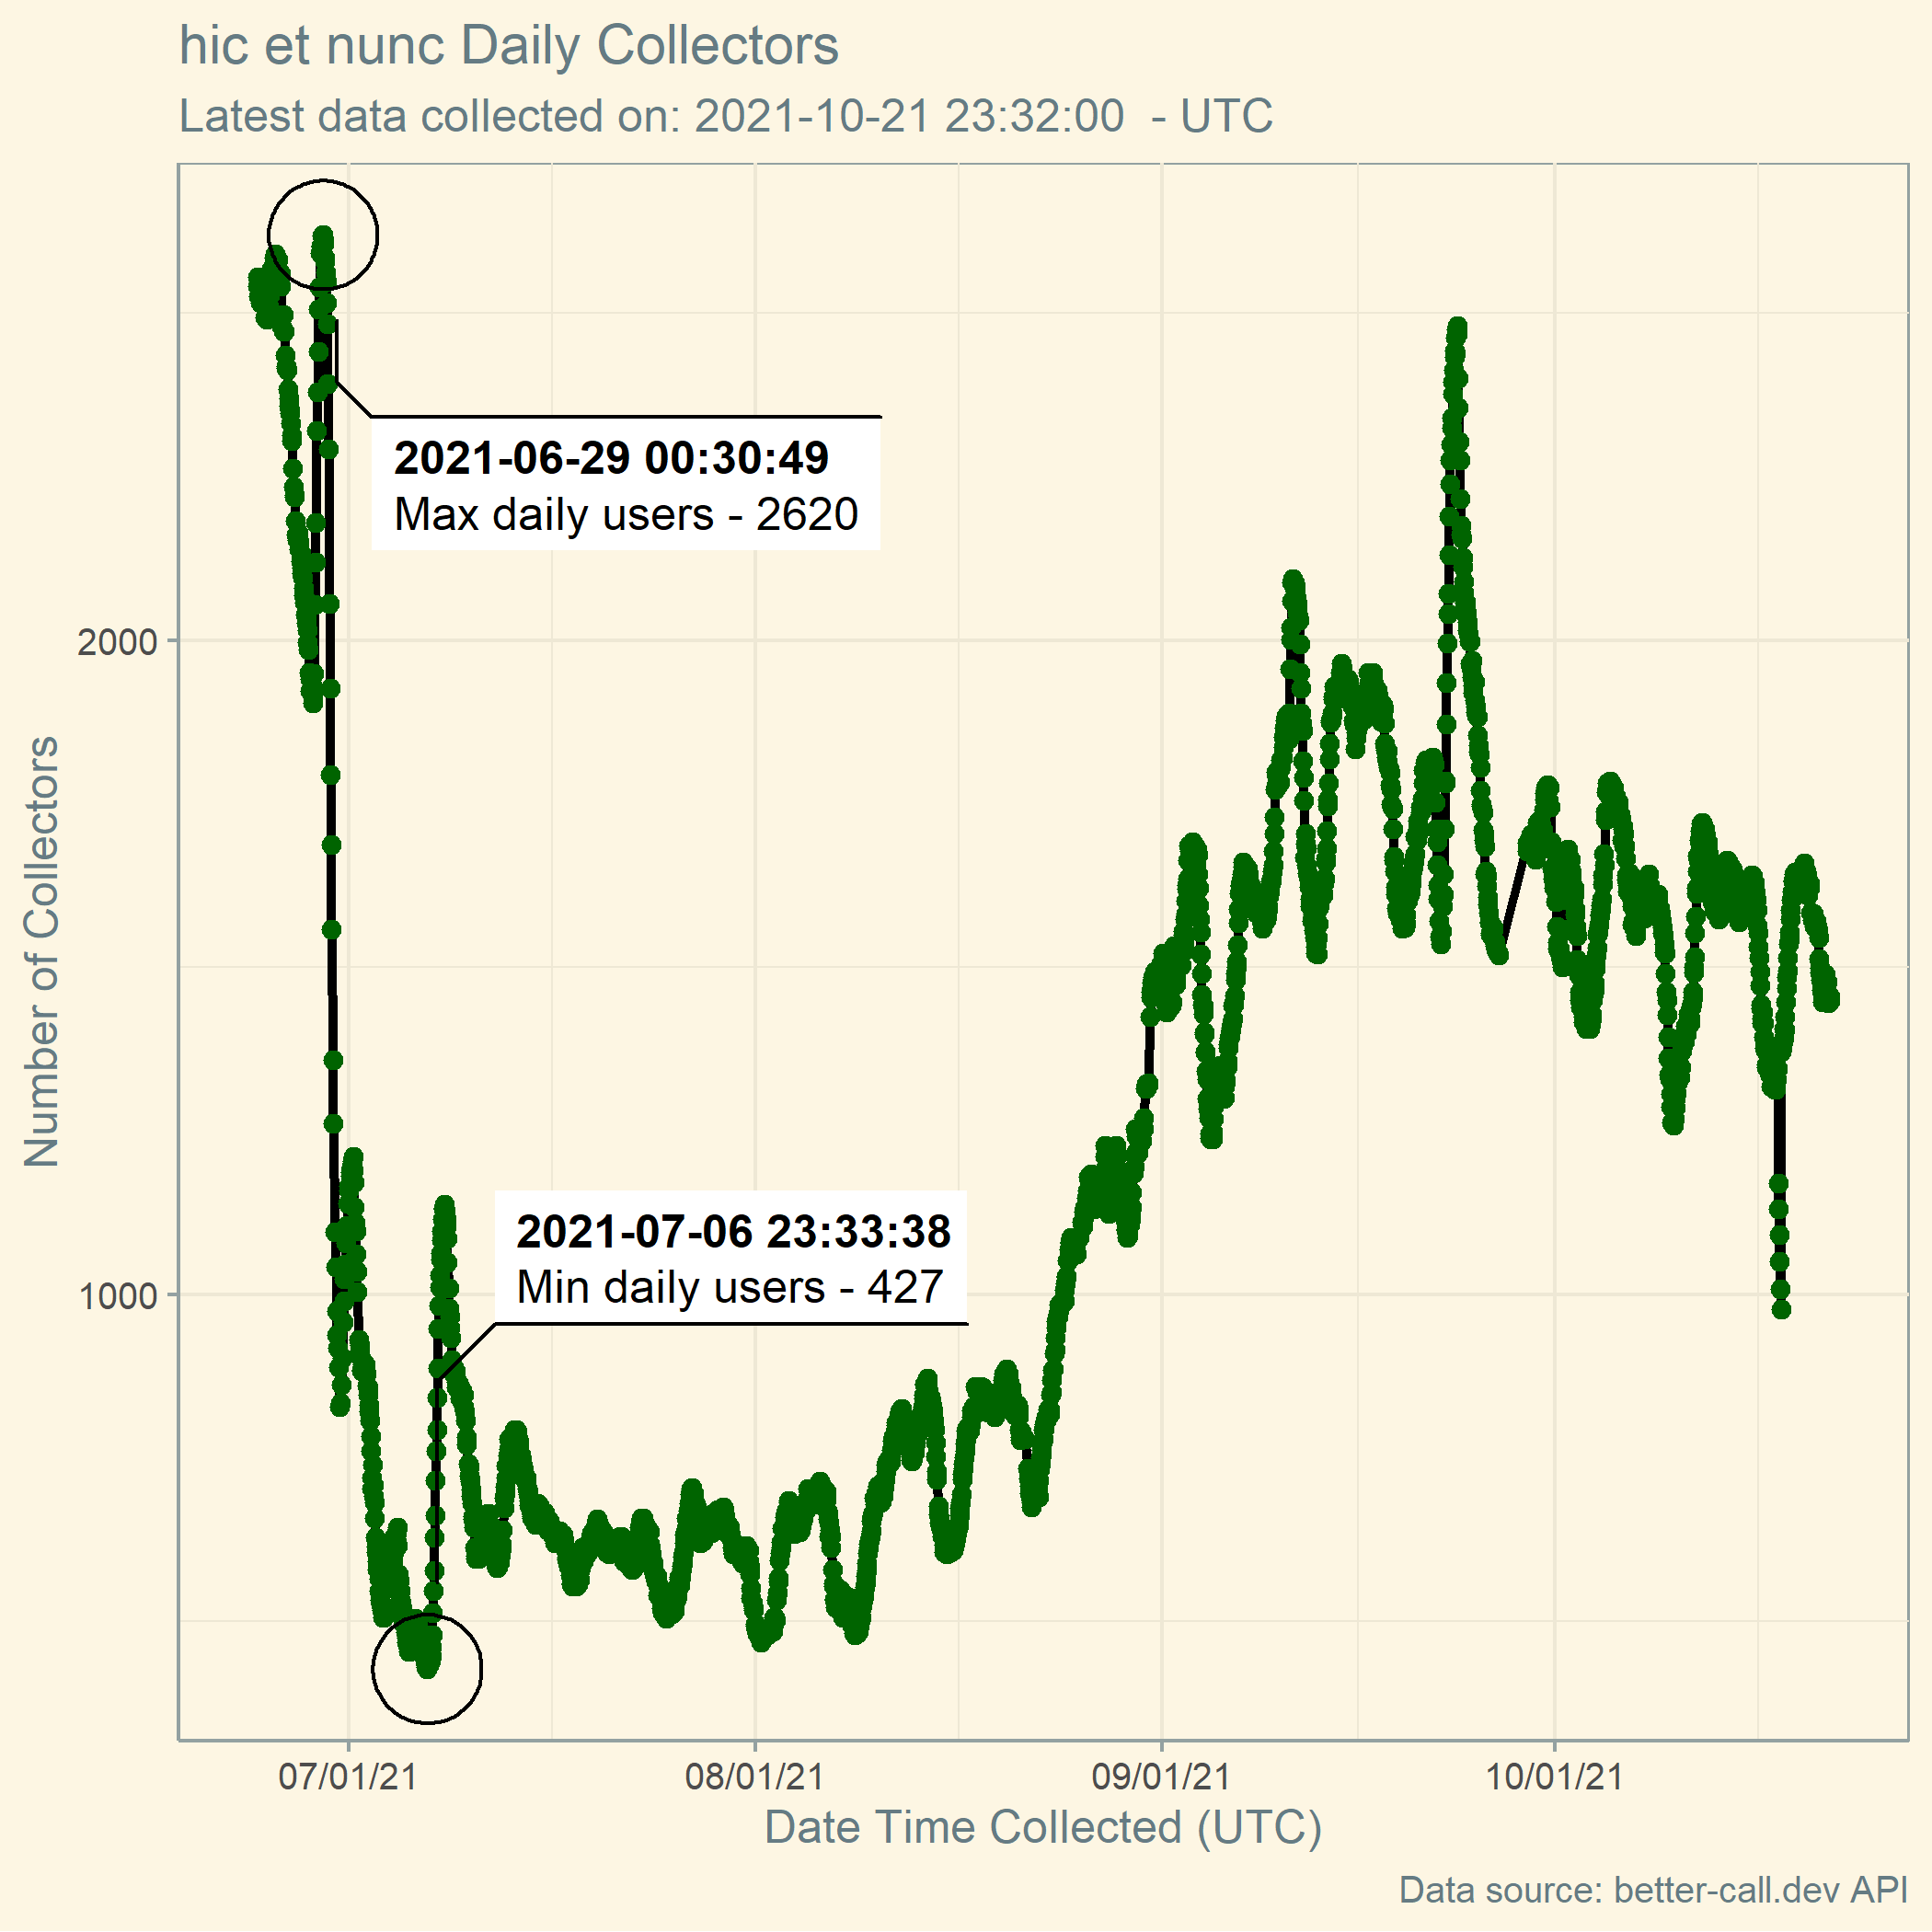 hic et nunc Daily Collectors
Latest data collected on: 2021-10-21 23:32:00  - UTC
2021-06-29 00:30:49
Max daily users - 2620
2000
Number of Collectors
2021-07-06 23:33:38
Min daily users - 427
1000
07/01/21
08/01/21
09/01/21
10/01/21
Date Time Collected (UTC)
Data source: better-call.dev API